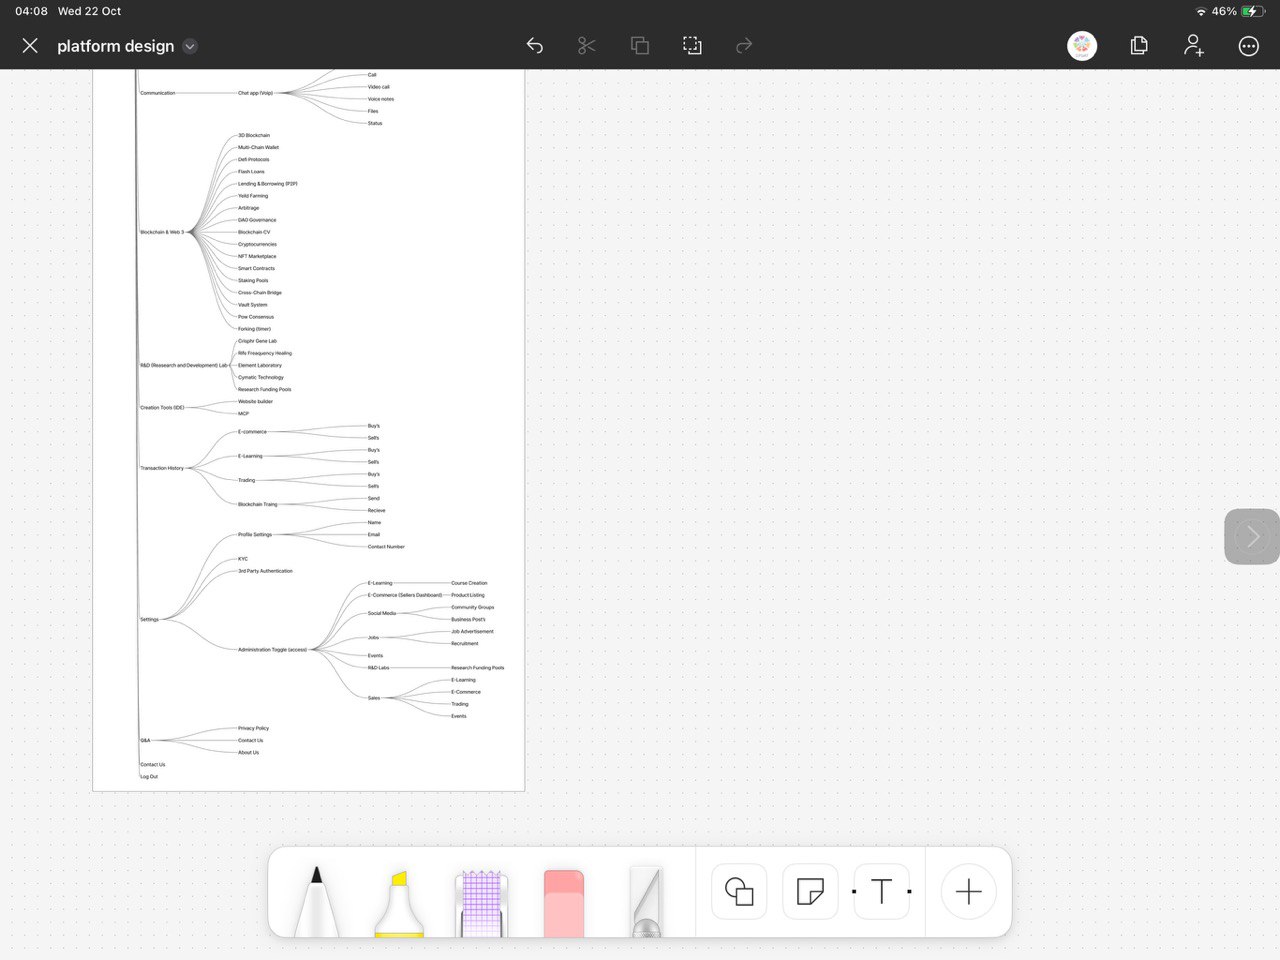 04:08 Wed 22 Oct
46%
platform design
Call
Video call
Communication
Chat app (Voip)
Voice notes
Files
Status
3D Blockchain
Multi-Chain Wallet
Defi Protocols
Flash Loans
Lending & Borrowing (P2P)
Yeild Farming
Arbitrage
DAO Governance
Blockchain & Web 3
Blockchain CV
Cryptocurrencies
NFT Marketplace
Smart Contracts
Staking Pools
Cross-Chain Bridge
Vault System
Pow Consensus
Forking (timer)
Crisphr Gene Lab
Rife Freaquency Healing
R&D (Reasearch and Development) Lab
Element Laboratory
Cymatic Technology
Research Funding Pools
Website builder
Creation Tools (IDE)
MCP
Buy's
E-commerce
Sell's
Buy's
E-Learning
Sell's
Transaction History
Buy's
Trading
Sell's
Send
Blockchain Traing
Recieve
Name
Profile Settings
Email
Contact Number
KYC
3rd Party Authentication
E-Learning
Course Creation
E-Commerce (Sellers Dashboard)
Product Listing
Community Groups
Social Media
Business Post's
Settings
Job Advertisement
Jobs
Recruitment
Administration Toggle (access)
Events
R&D Labs
Research Funding Pools
E-Learning
E-Commerce
Sales
Trading
Events
Privacy Policy
Q&A
Contact Us
About Us
Contact Us
Log Out
T